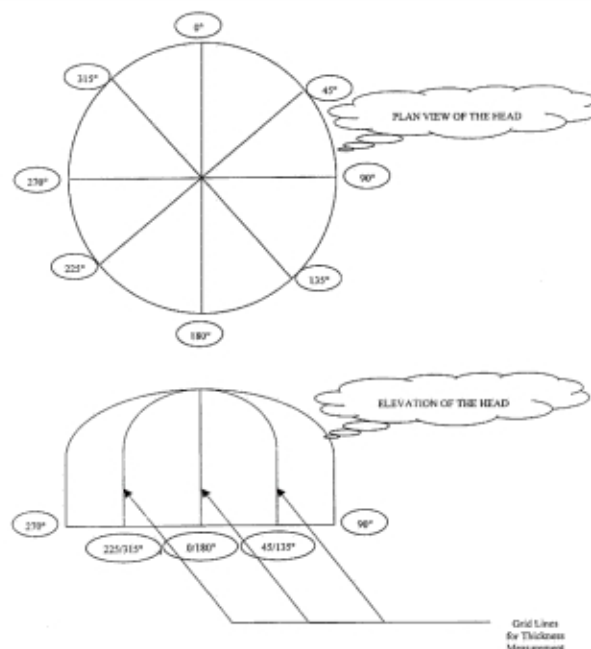 0°
315°
45°
PLAN VIEW OF THE HEAD
270°
90°
225°
135°
180°
ELEVATION OF THE HEAD
270°
90°
225/315°
0/180°
45/135°
Grid Lines
for Thickness
Measurement